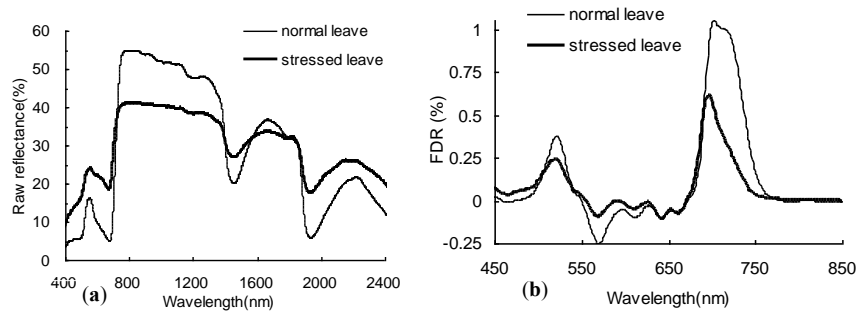 normal leave
stressed leave
60
50
40
30
20
10
0
Raw reflectance(%)
400 800 1200 1600 2000 2400
Wavelength(nm)
(a)
normal leave
stressed leave
1
0.75
0.5
0.25
0
-0.25
FDR (%)
450 550 650 750 850
Wavelength(nm)
(b)